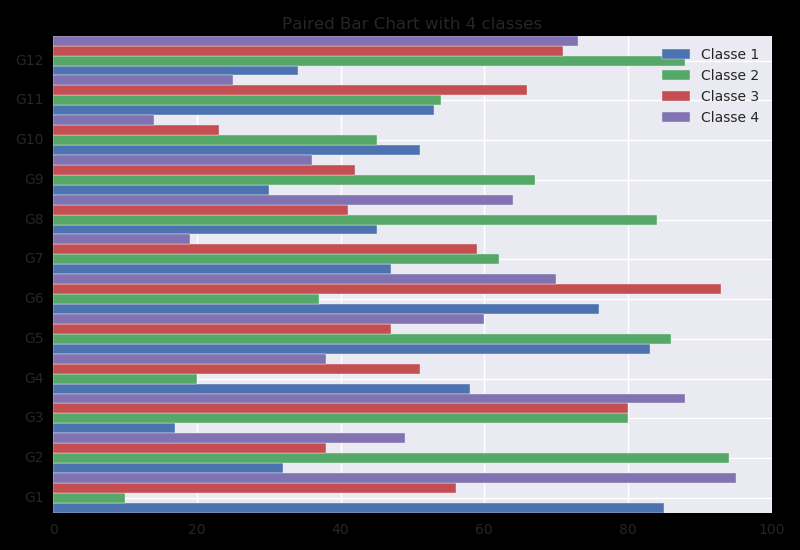 Paired Bar Chart with 4 classes
Classe 1
Classe 2
Classe 3
Classe 4
G12
G11
G10
G9
G8
G7
G6
G5
G4
G3
G2
G1
0 20 40 60 80 100